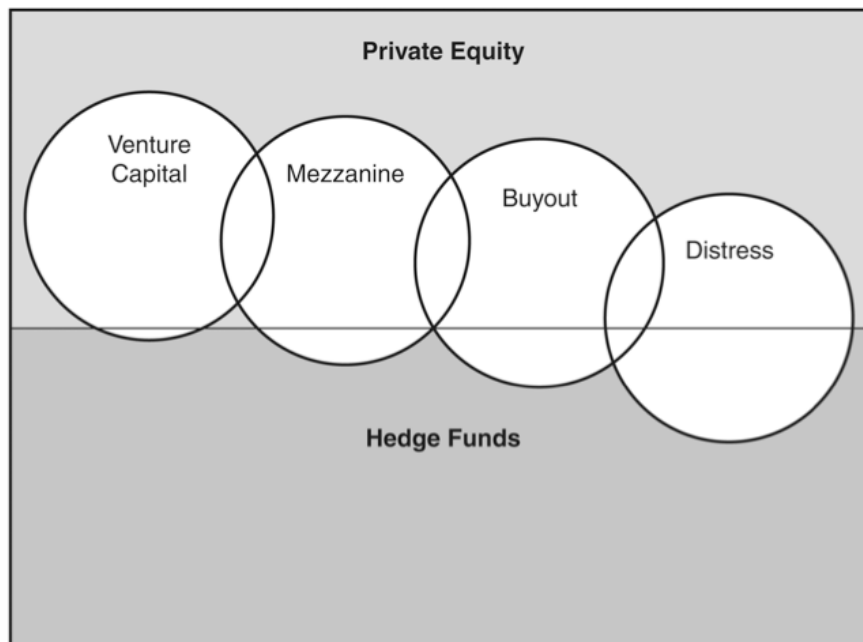 Private Equity
Venture
Capital
Mezzanine
Buyout
Distress
Hedge Funds